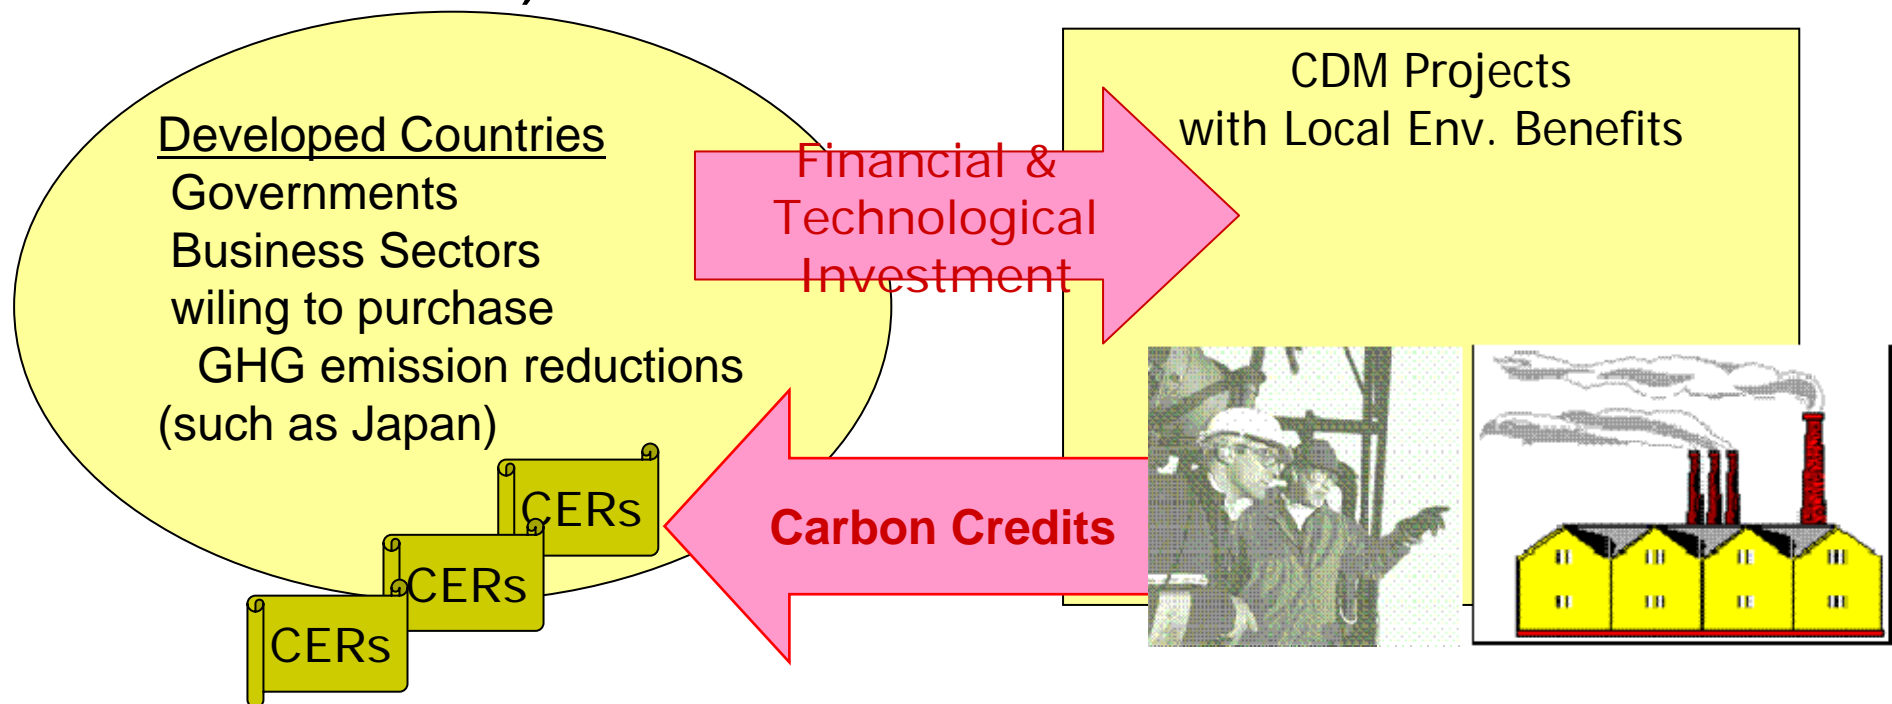 Developed Countries
Governments
Business Sectors
wiling to purchase
GHG emission reductions
(such as Japan)
Financial &
Technological
Investment
CDM Projects
with Local Env. Benefits
Carbon Credits
CERs
CERs
CERs